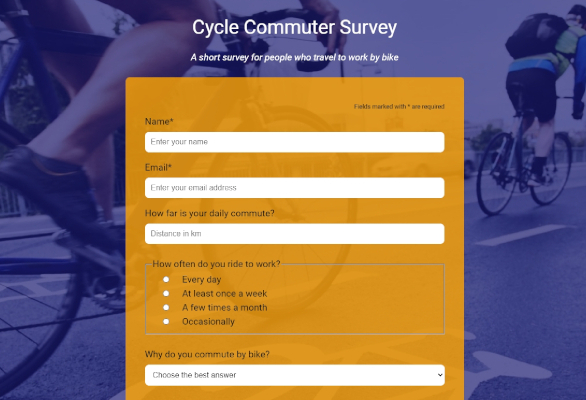 Cycle Commuter Survey
A short survey for people who travel to work by bike
Fields marked with * are required
Name*
Enter your name
Email*
Enter your email address
How far is your daily commute?
Distance in km
How often do you ride to work?
Every day
At least once a week
A few times a month
Occasionally
Why do you commute by bike?
Choose the best answer